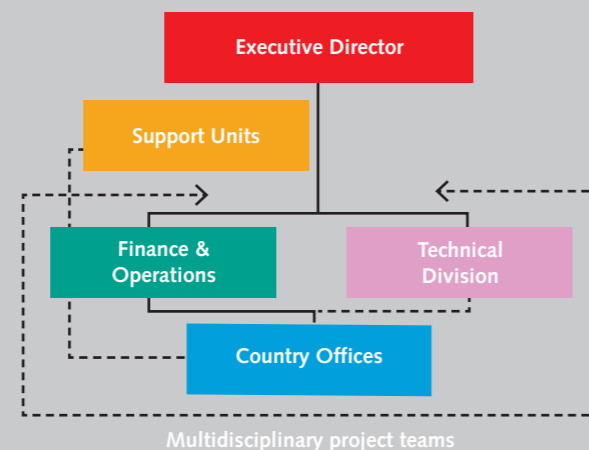 Executive Director
Support Units
Finance &
Operations
Technical
Division
Country Offices
Multidisciplinary project teams